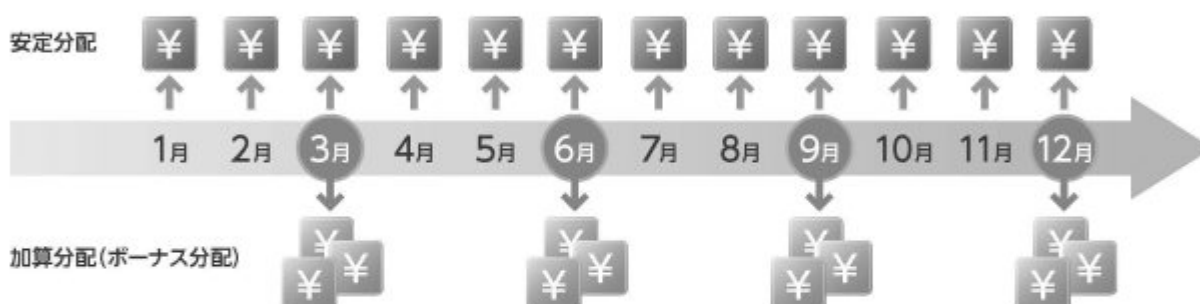 安定分配 ¥ ¥ ¥ ¥ ¥ ¥ ¥ ¥ ¥ ¥ ¥ ¥
1月 2月 3月 4月 5月 6月 7月 8月 9月 10月 11月 12月
加算分配(ボーナス分配) ¥ ¥ ¥ ¥ ¥ ¥ ¥ ¥ ¥ ¥ ¥ ¥